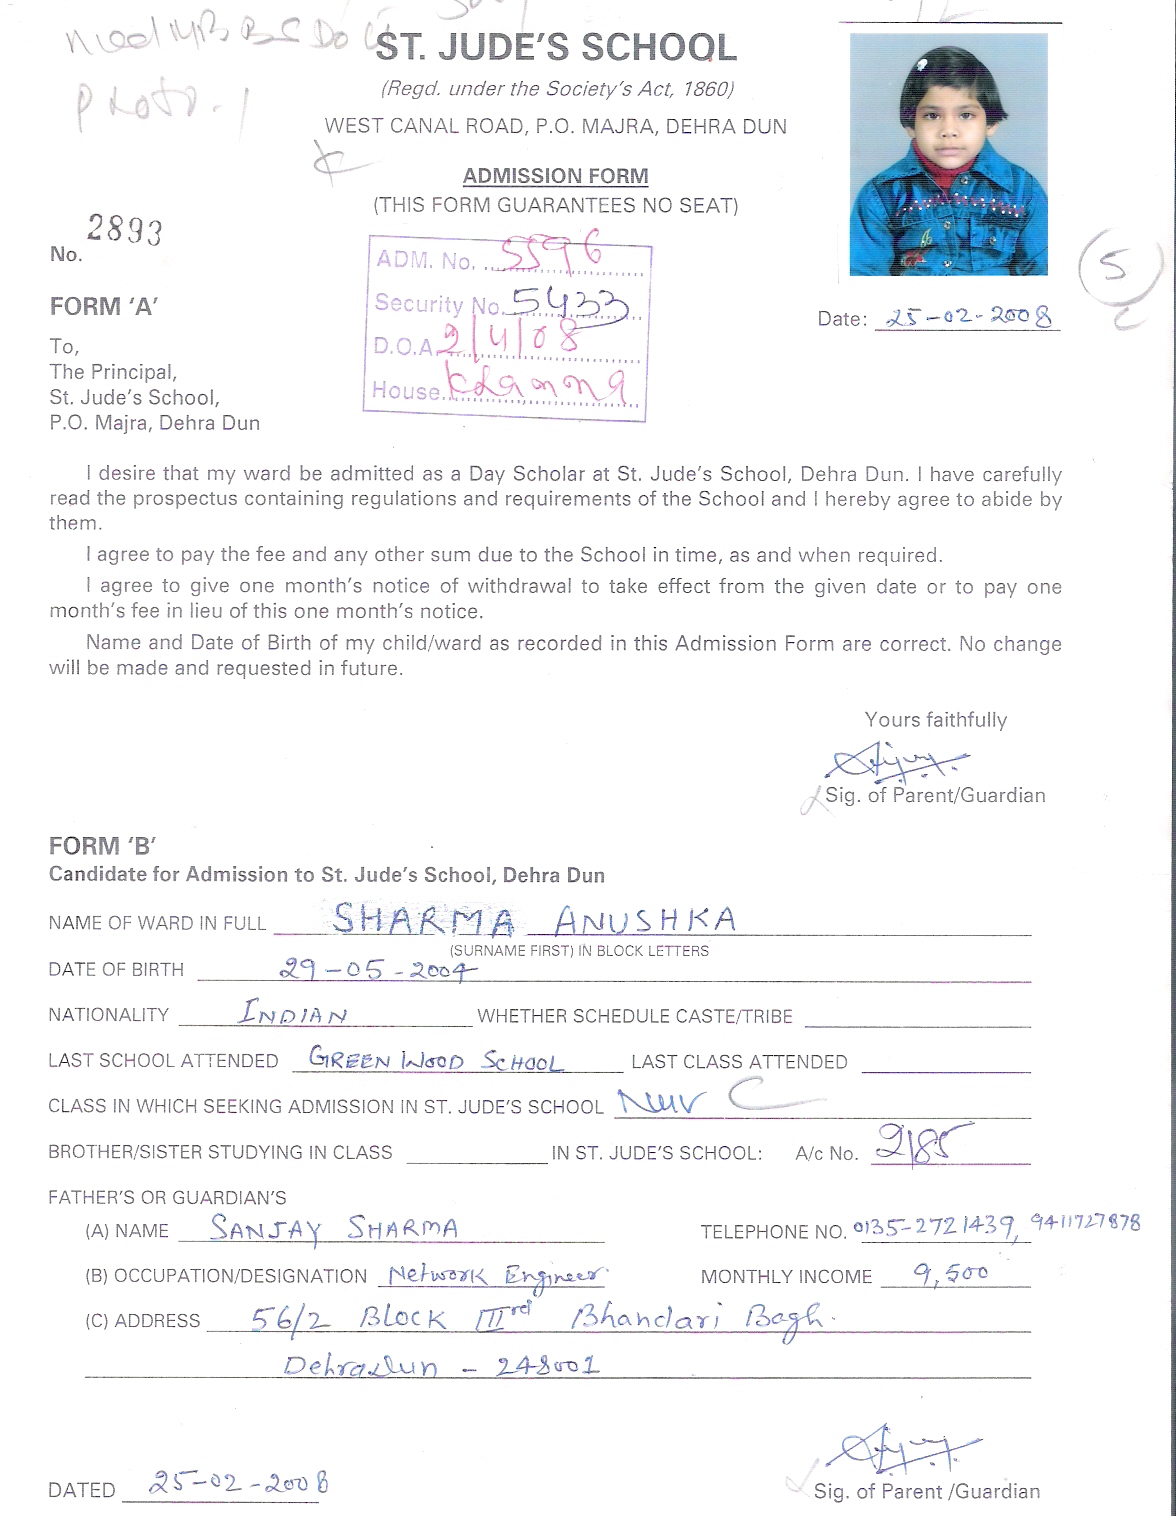 ST. JUDE'S SCHOOL
(Regd. under the Society's Act, 1860)
WEST CANAL ROAD, P.O. MAJRA, DEHRA DUN
ADMISSION FORM
(THIS FORM GUARANTEES NO SEAT)
No. 2893
ADM. No. 5596
Security No. 5433
D.O.A. 2/4/08
House. Khanna
5
FORM 'A'
Date: 25-02-2008
To,
The Principal,
St. Jude's School,
P.O. Majra, Dehra Dun
I desire that my ward be admitted as a Day Scholar at St. Jude's School, Dehra Dun. I have carefully
read the prospectus containing regulations and requirements of the School and I hereby agree to abide by
them.
I agree to pay the fee and any other sum due to the School in time, as and when required.
I agree to give one month's notice of withdrawal to take effect from the given date or to pay one
month's fee in lieu of this one month's notice.
Name and Date of Birth of my child/ward as recorded in this Admission Form are correct. No change
will be made and requested in future.
Yours faithfully
Sig. of Parent/Guardian
FORM 'B'
Candidate for Admission to St. Jude's School, Dehra Dun
NAME OF WARD IN FULL SHARMA ANUSHKA
(SURNAME FIRST) IN BLOCK LETTERS
DATE OF BIRTH 29-05-2004
NATIONALITY INDIAN WHETHER SCHEDULE CASTE/TRIBE
LAST SCHOOL ATTENDED GREEN WOOD SCHOOL LAST CLASS ATTENDED
CLASS IN WHICH SEEKING ADMISSION IN ST. JUDE'S SCHOOL Nur C
BROTHER/SISTER STUDYING IN CLASS IN ST. JUDE'S SCHOOL: A/c No. 2185
FATHER'S OR GUARDIAN'S
(A) NAME SANJAY SHARMA TELEPHONE NO. 0135-2721439, 9411727878
(B) OCCUPATION/DESIGNATION Network Engineer. MONTHLY INCOME 9,500
(C) ADDRESS 56/2 BLOCK IIIrd Bhandari Bagh.
Dehradun - 248001
DATED 25-02-2008 Sig. of Parent /Guardian